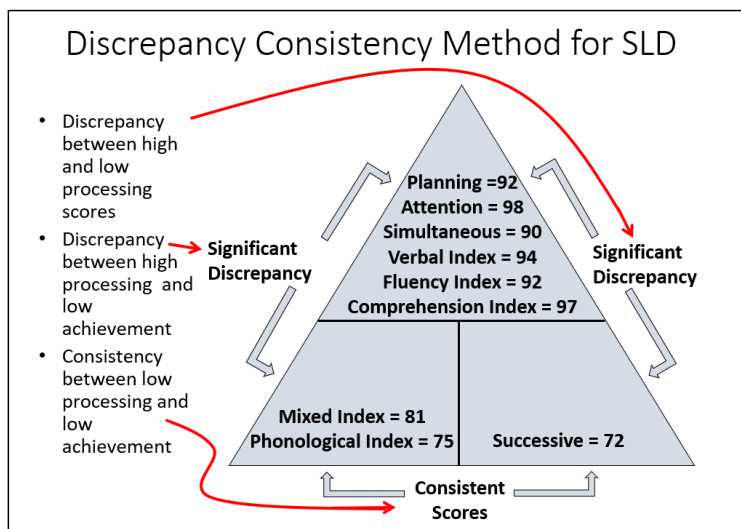 Discrepancy Consistency Method for SLD
• Discrepancy
between high
and low
processing
scores
• Discrepancy
between high
processing and
low
achievement
• Consistency
between low
processing and
low
achievement
Significant
Discrepancy
Planning =92
Attention = 98
Simultaneous = 90
Verbal Index = 94
Fluency Index = 92
Comprehension Index = 97
Significant
Discrepancy
Mixed Index = 81
Phonological Index = 75
Successive = 72
Consistent
Scores